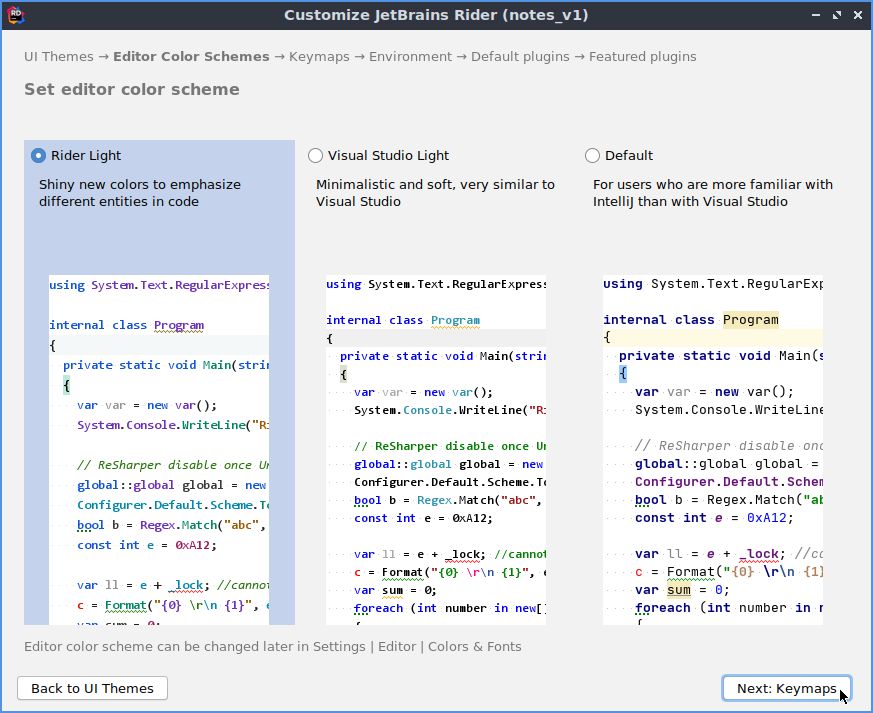 RD
Customize JetBrains Rider (notes_v1)
UI Themes → Editor Color Schemes → Keymaps → Environment → Default plugins → Featured plugins
Set editor color scheme
Rider Light
Shiny new colors to emphasize
different entities in code
using System.Text.RegularExpress
internal class Program
{
private static void Main(strin
{
var var = new var();
System.Console.WriteLine("Ri
// ReSharper disable once Un
global::global global = new
Configurer.Default.Scheme.To
bool b = Regex.Match("abc",
const int e = 0xA12;
var ll = e + _lock; //cannot
c = Format("{0} \r\n {1}", e
var sum = 0;
Visual Studio Light
Minimalistic and soft, very similar to
Visual Studio
using System.Text.RegularExpress
internal class Program
{
private static void Main(strin
{
var var = new var();
System.Console.WriteLine("Ri
// ReSharper disable once Un
global::global global = new
Configurer.Default.Scheme.To
bool b = Regex.Match("abc",
const int e = 0xA12;
var ll = e + _lock; //cannot
c = Format("{0} \r\n {1}", e
var sum = 0;
foreach (int number in new[]
{
Default
For users who are more familiar with
IntelliJ than with Visual Studio
using System.Text.RegularExp
internal class Program
{
private static void Main(s
{
var var = new var();
System.Console.WriteLine
// ReSharper disable onc
global::global global =
Configurer.Default.Schem
bool b = Regex.Match("ab
const int e = 0xA12;
var ll = e + _lock; //ca
c = Format("{0} \r\n {1}
var sum = 0;
foreach (int number in n
{
Editor color scheme can be changed later in Settings | Editor | Colors & Fonts
Back to UI Themes
Next: Keymaps